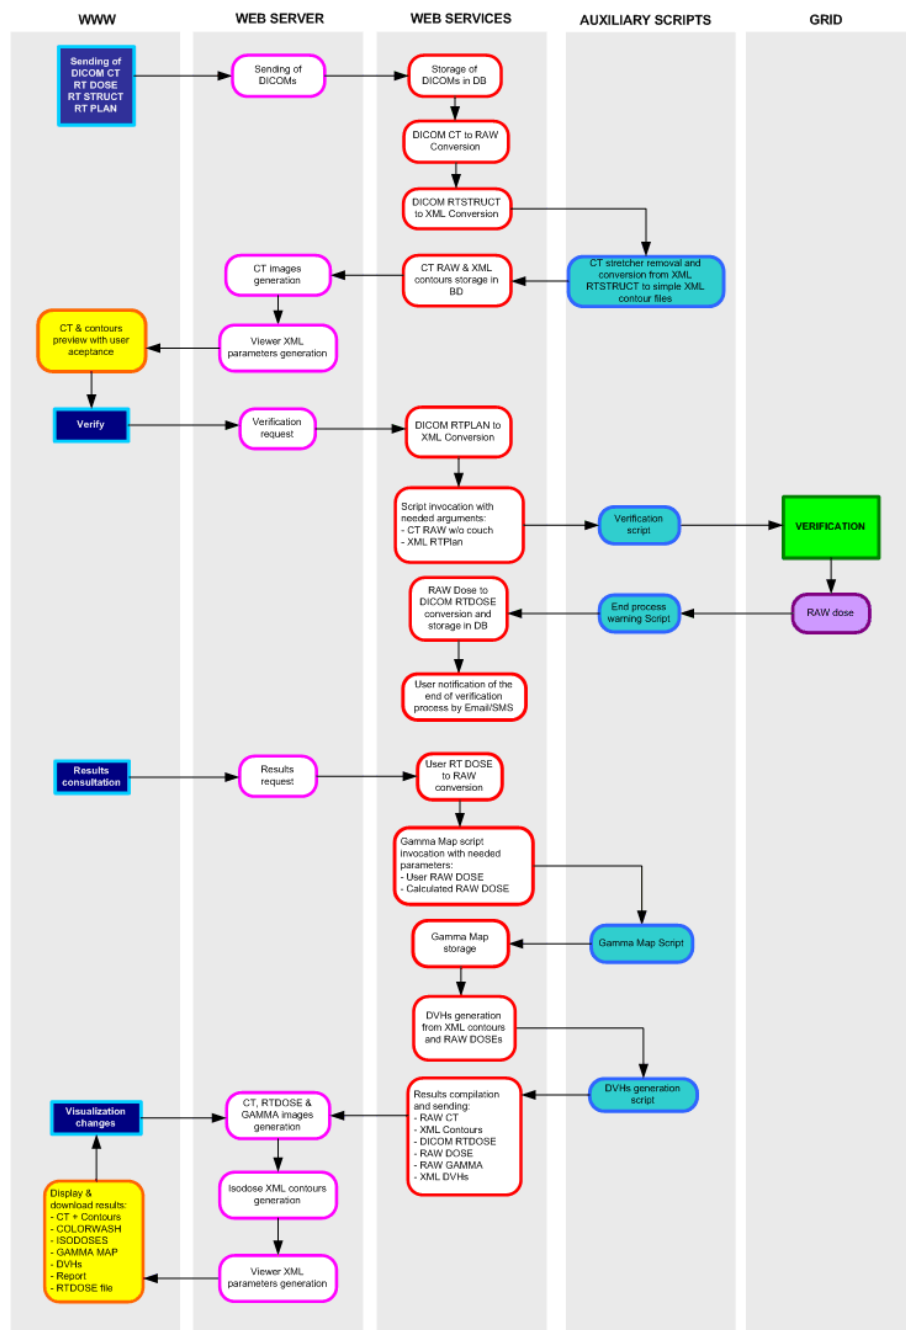 WWW
WEB SERVER
WEB SERVICES
AUXILIARY SCRIPTS
GRID
Sending of
DICOM CT
RT DOSE
RT STRUCT
RT PLAN
Sending of
DICOMs
Storage of
DICOMs in DB
DICOM CT to RAW
Conversion
DICOM RTSTRUCT
to XML Conversion
CT stretcher removal and
conversion from XML
RTSTRUCT to simple XML
contour files
CT RAW & XML
contours storage in
BD
CT images
generation
Viewer XML
parameters generation
CT & contours
preview with user
aceptance
Verify
Verification
request
DICOM RTPLAN to
XML Conversion
Script invocation with
needed arguments:
- CT RAW w/o couch
- XML RTPlan
Verification
script
VERIFICATION
RAW dose
End process
warning Script
RAW Dose to
DICOM RTDOSE
conversion and
storage in DB
User notification of the
end of verification
process by Email/SMS
Results
consultation
Results
request
User RT DOSE
to RAW
conversion
Gamma Map script
invocation with needed
parameters:
- User RAW DOSE
- Calculated RAW DOSE
Gamma Map Script
Gamma Map
storage
DVHs generation
from XML contours
and RAW DOSEs
DVHs generation
script
Results compilation
and sending:
- RAW CT
- XML Contours
- DICOM RTDOSE
- RAW DOSE
- RAW GAMMA
- XML DVHs
CT, RTDOSE &
GAMMA images
generation
Visualization
changes
Isodose XML contours
generation
Viewer XML
parameters generation
Display &
download results:
- CT + Contours
- COLORWASH
- ISODOSES
- GAMMA MAP
- DVHs
- Report
- RTDOSE file